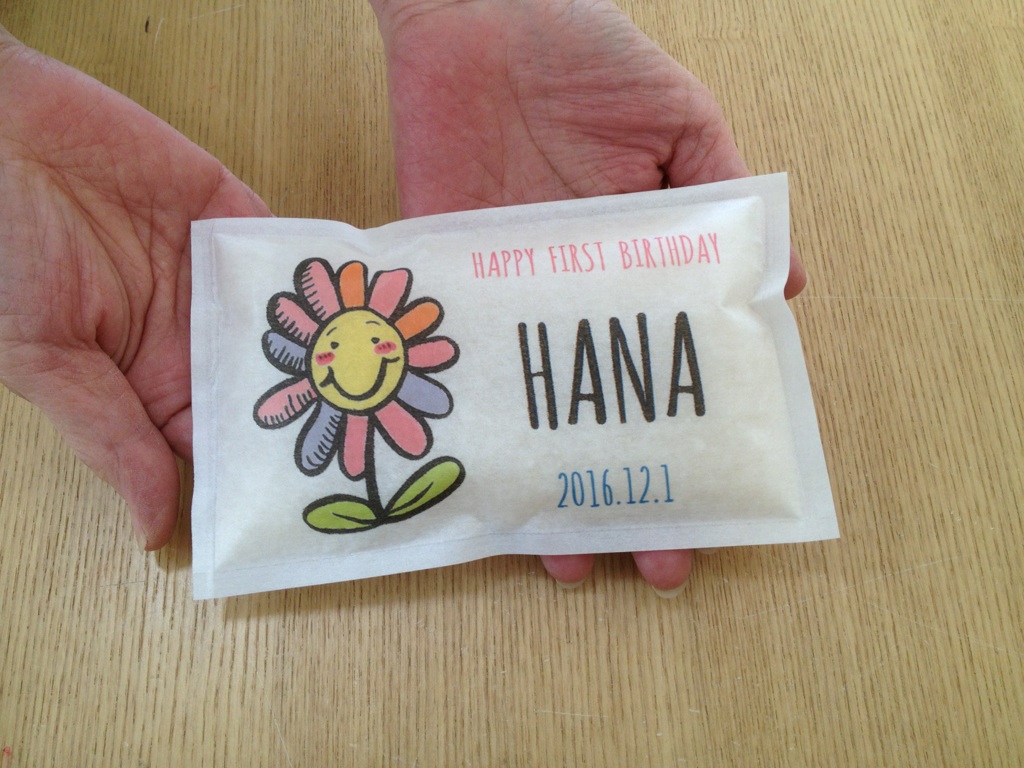 HAPPY FIRST BIRTHDAY
HANA
2016.12.1